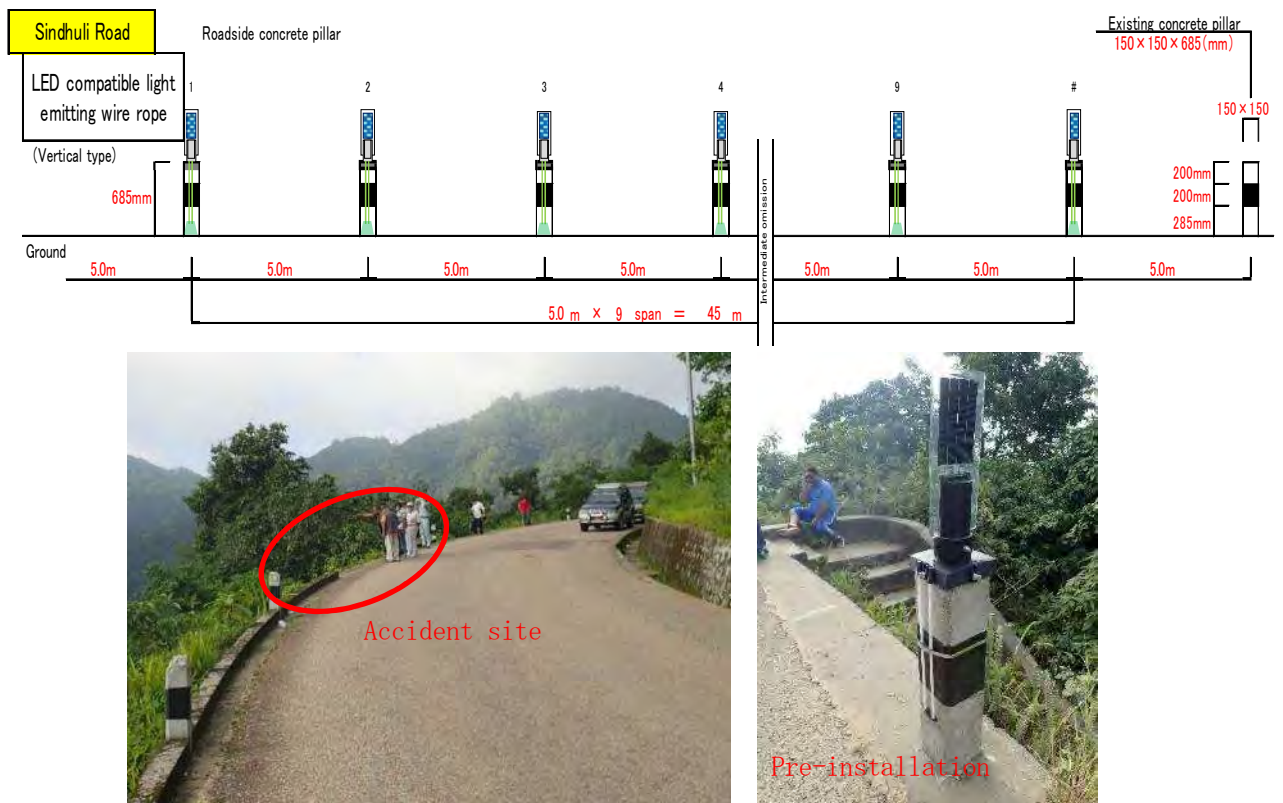 Sindhuli Road
Roadside concrete pillar
Existing concrete pillar
150×150×685(mm)
LED compatible light
emitting wire rope
1
2
3
4
9
#
150×150
(Vertical type)
685mm
200mm
200mm
285mm
Intermediate omission
Ground
5.0m
5.0m
5.0m
5.0m
5.0m
5.0m
5.0m
5.0 m × 9 span = 45 m
Accident site
Pre-installation